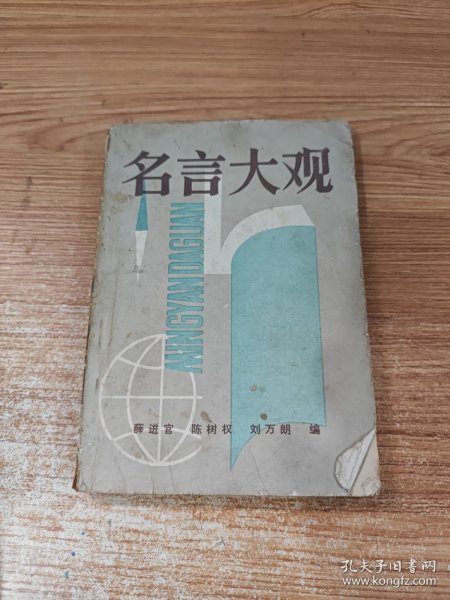 名言大观
MINGYANDAGUAN
薛进官 陈树权 刘万朗 编
孔夫子旧书网
www.kongfz.com